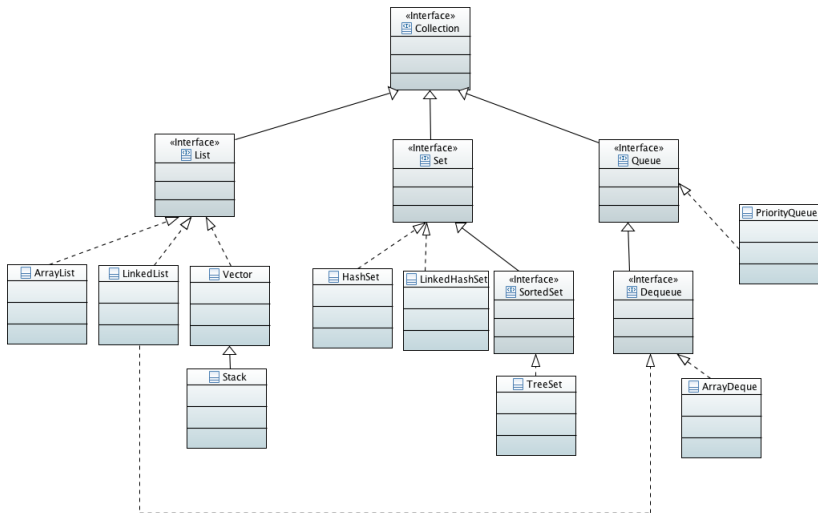 «Interface»
Collection
«Interface»
List
«Interface»
Set
«Interface»
Queue
PriorityQueue
ArrayList
LinkedList
Vector
HashSet
LinkedHashSet
«Interface»
SortedSet
«Interface»
Dequeue
Stack
TreeSet
ArrayDeque